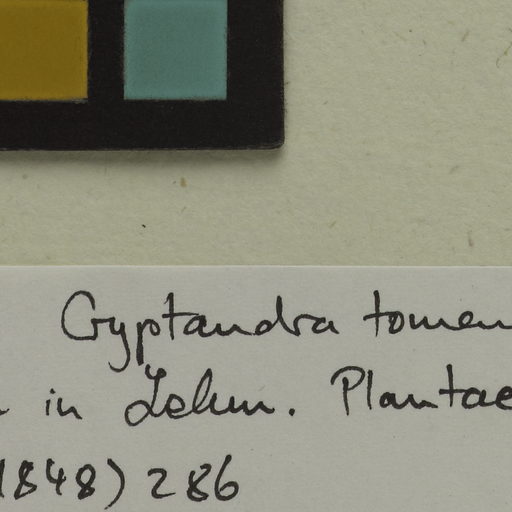 Cryptandra tomen
in Lehm. Plantae
(1848) 286